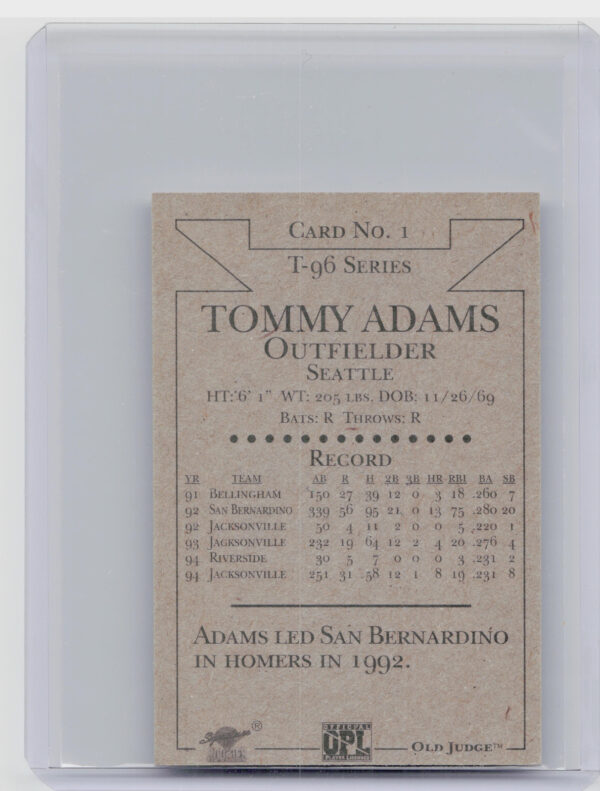 CARD NO. 1
T-96 SERIES
TOMMY ADAMS
OUTFIELDER
SEATTLE
HT: 6' 1" WT: 205 LBS. DOB: 11/26/69
BATS: R THROWS: R
RECORD
YR TEAM AB R H 2B 3B HR RBI BA SB
91 BELLINGHAM 150 27 39 12 0 3 18 .260 7
92 SAN BERNARDINO 339 56 95 21 0 13 75 .280 20
92 JACKSONVILLE 50 4 11 2 0 0 5 .220 1
93 JACKSONVILLE 232 19 64 12 2 4 20 .276 4
94 RIVERSIDE 30 5 7 0 0 0 3 .231 2
94 JACKSONVILLE 251 31 58 12 1 8 19 .231 8
ADAMS LED SAN BERNARDINO
IN HOMERS IN 1992.
Signature
ROOKIES ®
OFFICIAL
OPL
PLAYER LICENSEE
OLD JUDGE™